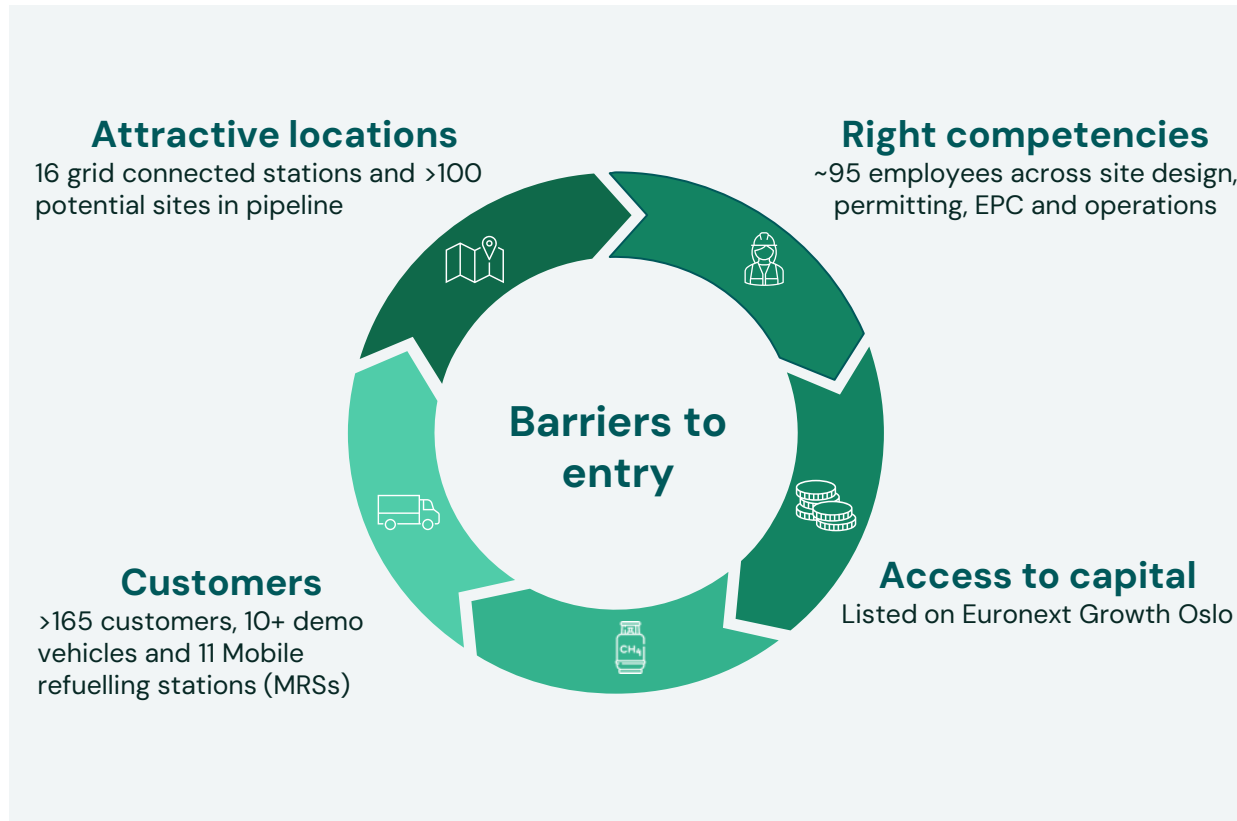 Attractive locations
16 grid connected stations and >100
potential sites in pipeline
Right competencies
~95 employees across site design,
permitting, EPC and operations
Barriers to
entry
Customers
>165 customers, 10+ demo
vehicles and 11 Mobile
refuelling stations (MRSs)
Access to capital
Listed on Euronext Growth Oslo
CH₄